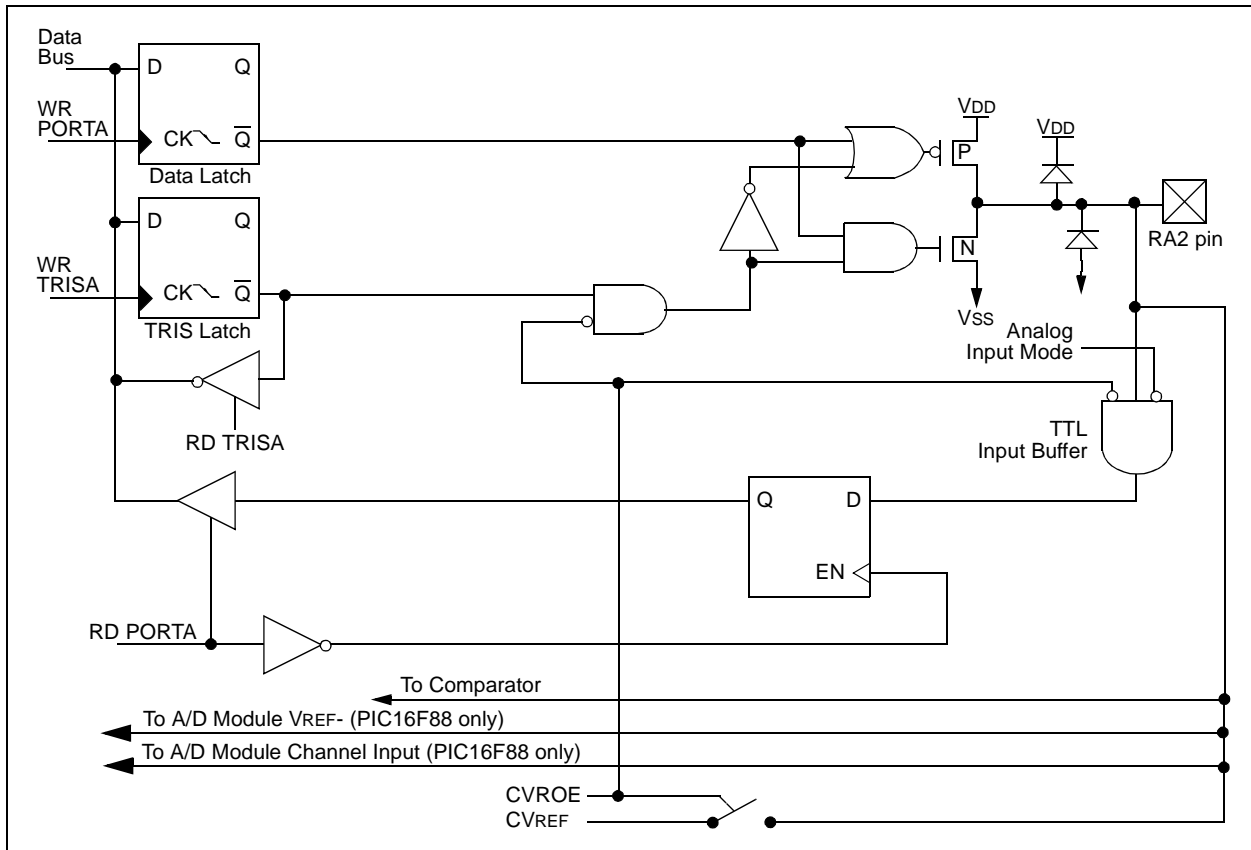 Data
Bus
D
Q
WR
PORTA
CK
Q
Data Latch
D
Q
WR
TRISA
CK
Q
TRIS Latch
RD TRISA
VDD
P
N
VSS
VDD
RA2 pin
Analog
Input Mode
TTL
Input Buffer
Q
D
EN
RD PORTA
To Comparator
To A/D Module VREF- (PIC16F88 only)
To A/D Module Channel Input (PIC16F88 only)
CVROE
CVREF